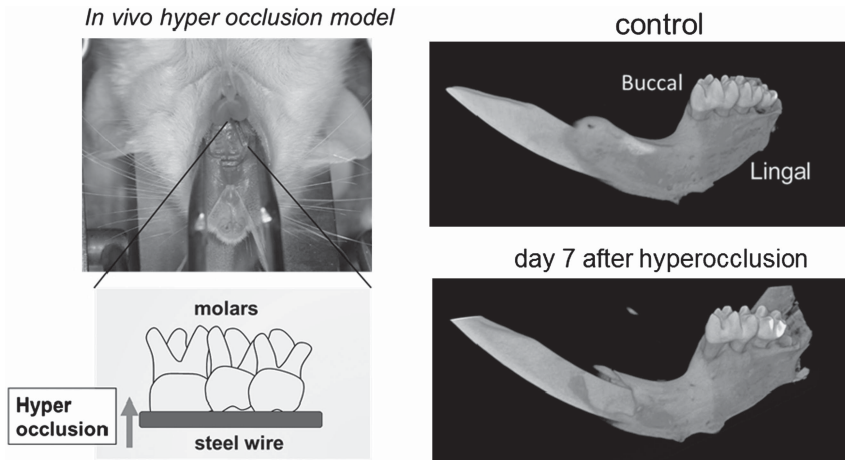 In vivo hyper occlusion model
molars
Hyper
occlusion
steel wire
control
Buccal
Lingal
day 7 after hyperocclusion